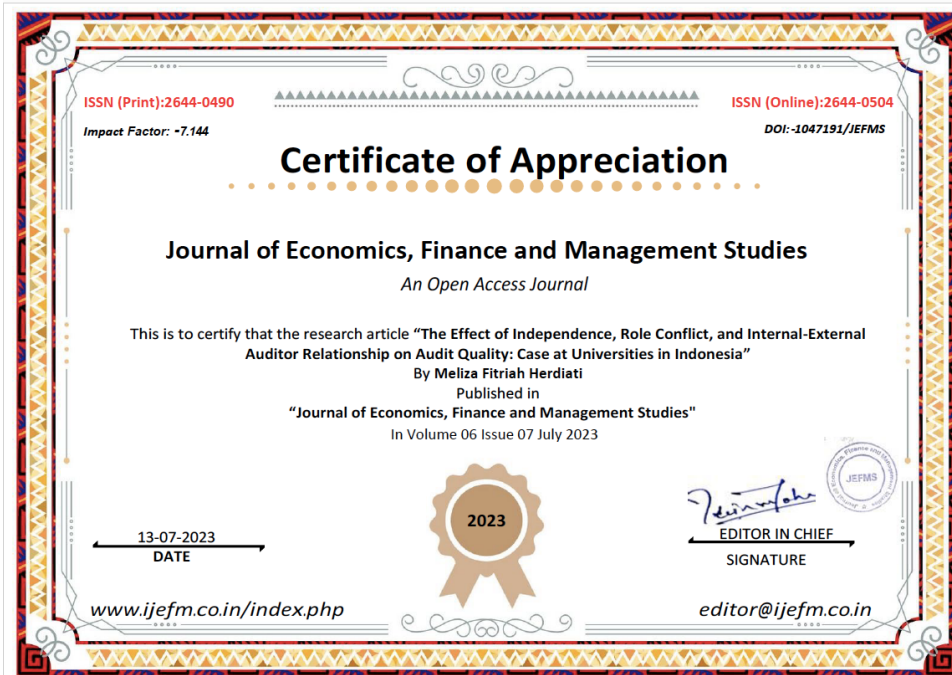 ISSN (Print):2644-0490
ISSN (Online):2644-0504
Impact Factor: -7.144
DOI:-1047191/JEFMS
Certificate of Appreciation
Journal of Economics, Finance and Management Studies
An Open Access Journal
This is to certify that the research article “The Effect of Independence, Role Conflict, and Internal-External
Auditor Relationship on Audit Quality: Case at Universities in Indonesia”
By Meliza Fitriah Herdiati
Published in
“Journal of Economics, Finance and Management Studies"
In Volume 06 Issue 07 July 2023
JEFMS
2023
13-07-2023
DATE
EDITOR IN CHIEF
SIGNATURE
www.ijefm.co.in/index.php
editor@ijefm.co.in